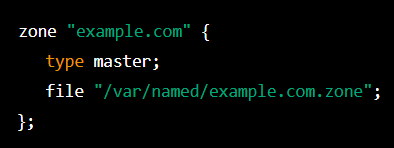 zone "example.com" {
type master;
file "/var/named/example.com.zone";
};